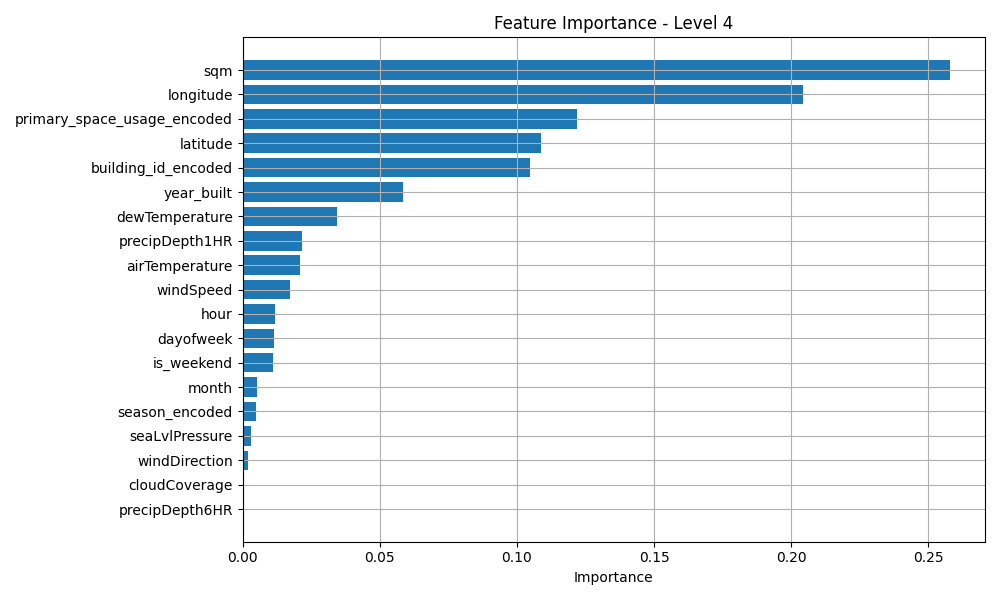 Feature Importance - Level 4
sqm
longitude
primary_space_usage_encoded
latitude
building_id_encoded
year_built
dewTemperature
precipDepth1HR
airTemperature
windSpeed
hour
dayofweek
is_weekend
month
season_encoded
seaLvlPressure
windDirection
cloudCoverage
precipDepth6HR
0.00 0.05 0.10 0.15 0.20 0.25
Importance